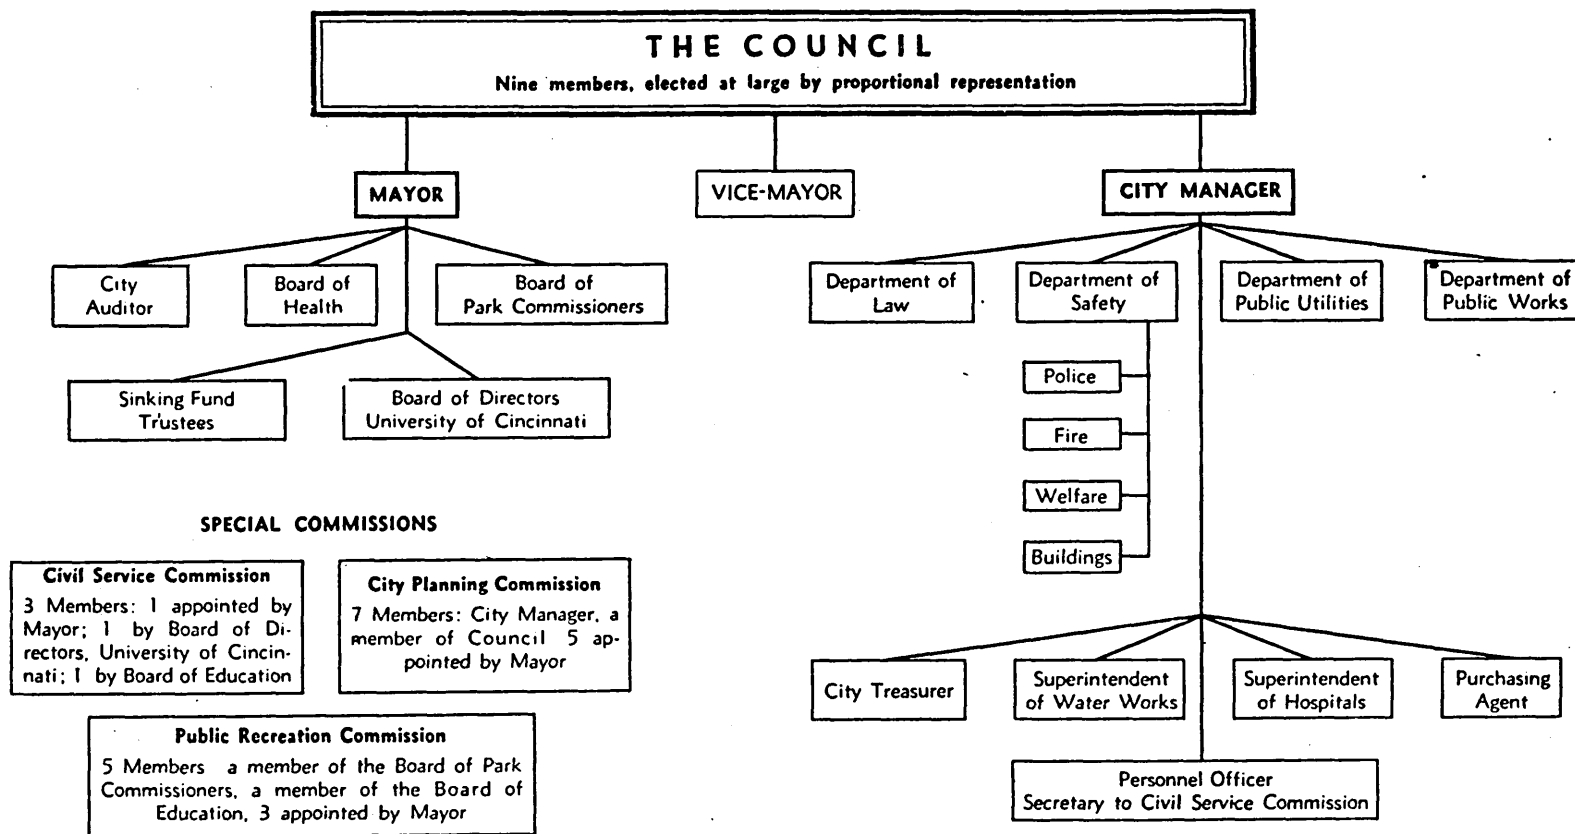 THE COUNCIL
Nine members, elected at large by proportional representation
MAYOR
VICE-MAYOR
CITY MANAGER
City
Auditor
Board of
Health
Board of
Park Commissioners
Sinking Fund
Trustees
Board of Directors
University of Cincinnati
Department of
Law
Department of
Safety
Department of
Public Utilities
Department of
Public Works
Police
Fire
Welfare
Buildings
City Treasurer
Superintendent
of Water Works
Superintendent
of Hospitals
Purchasing
Agent
Personnel Officer
Secretary to Civil Service Commission
SPECIAL COMMISSIONS
Civil Service Commission
3 Members: 1 appointed by
Mayor; 1 by Board of Di-
rectors, University of Cincin-
nati; 1 by Board of Education
City Planning Commission
7 Members: City Manager, a
member of Council 5 ap-
pointed by Mayor
Public Recreation Commission
5 Members a member of the Board of Park
Commissioners, a member of the Board of
Education, 3 appointed by Mayor